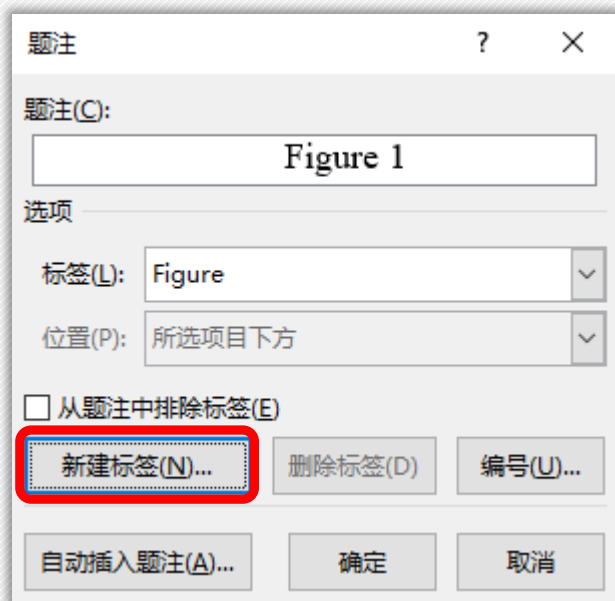 题注 ?
题注(C):
Figure 1
选项
标签(L): Figure
位置(P): 所选项目下方
从题注中排除标签(E)
新建标签(N)... 删除标签(D) 编号(U)...
自动插入题注(A)... 确定 取消